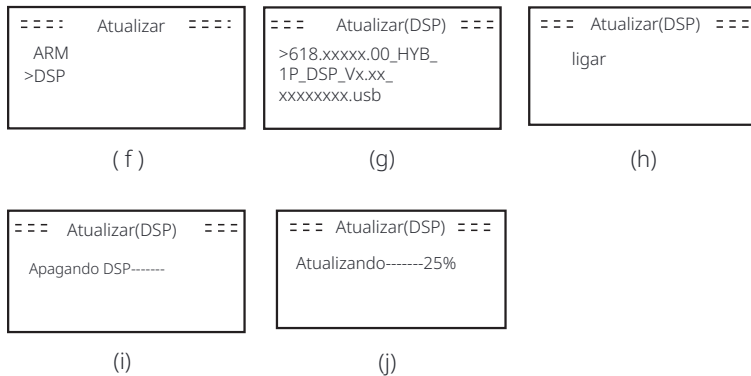 Atualizar
ARM
>DSP
( f )
Atualizar(DSP)
>618.xxxxx.00_HYB_
1P_DSP_Vx.xx_
xxxxxxxx.usb
(g)
Atualizar(DSP)
ligar
(h)
Atualizar(DSP)
Apagando DSP-------
(i)
Atualizar(DSP)
Atualizando-------25%
(j)